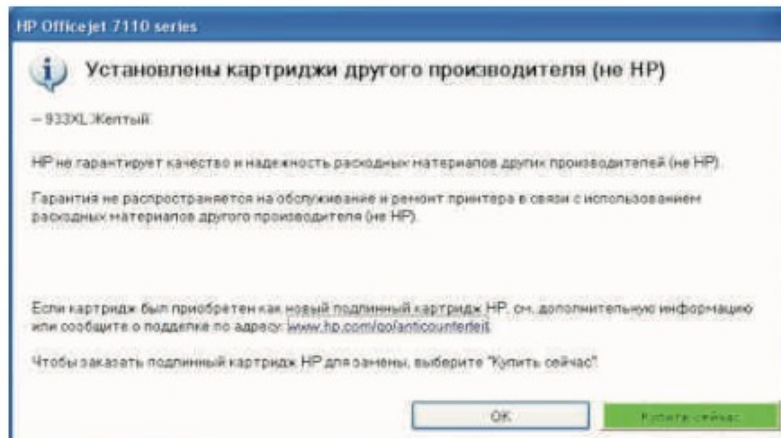 HP Officejet 7110 series
Установлены картриджи другого производителя (не HP)
– 933XL Желтый
HP не гарантирует качество и надежность расходных материалов других производителей (не HP).
Гарантия не распространяется на обслуживание и ремонт принтера в связи с использованием
расходных материалов другого производителя (не HP).
Если картридж был приобретен как новый подлинный картридж HP, см. дополнительную информацию
или сообщите о подделке по адресу: www.hp.com/go/anticounterfeit.
Чтобы заказать подлинный картридж HP для замены, выберите "Купить сейчас".
OK
Купить сейчас